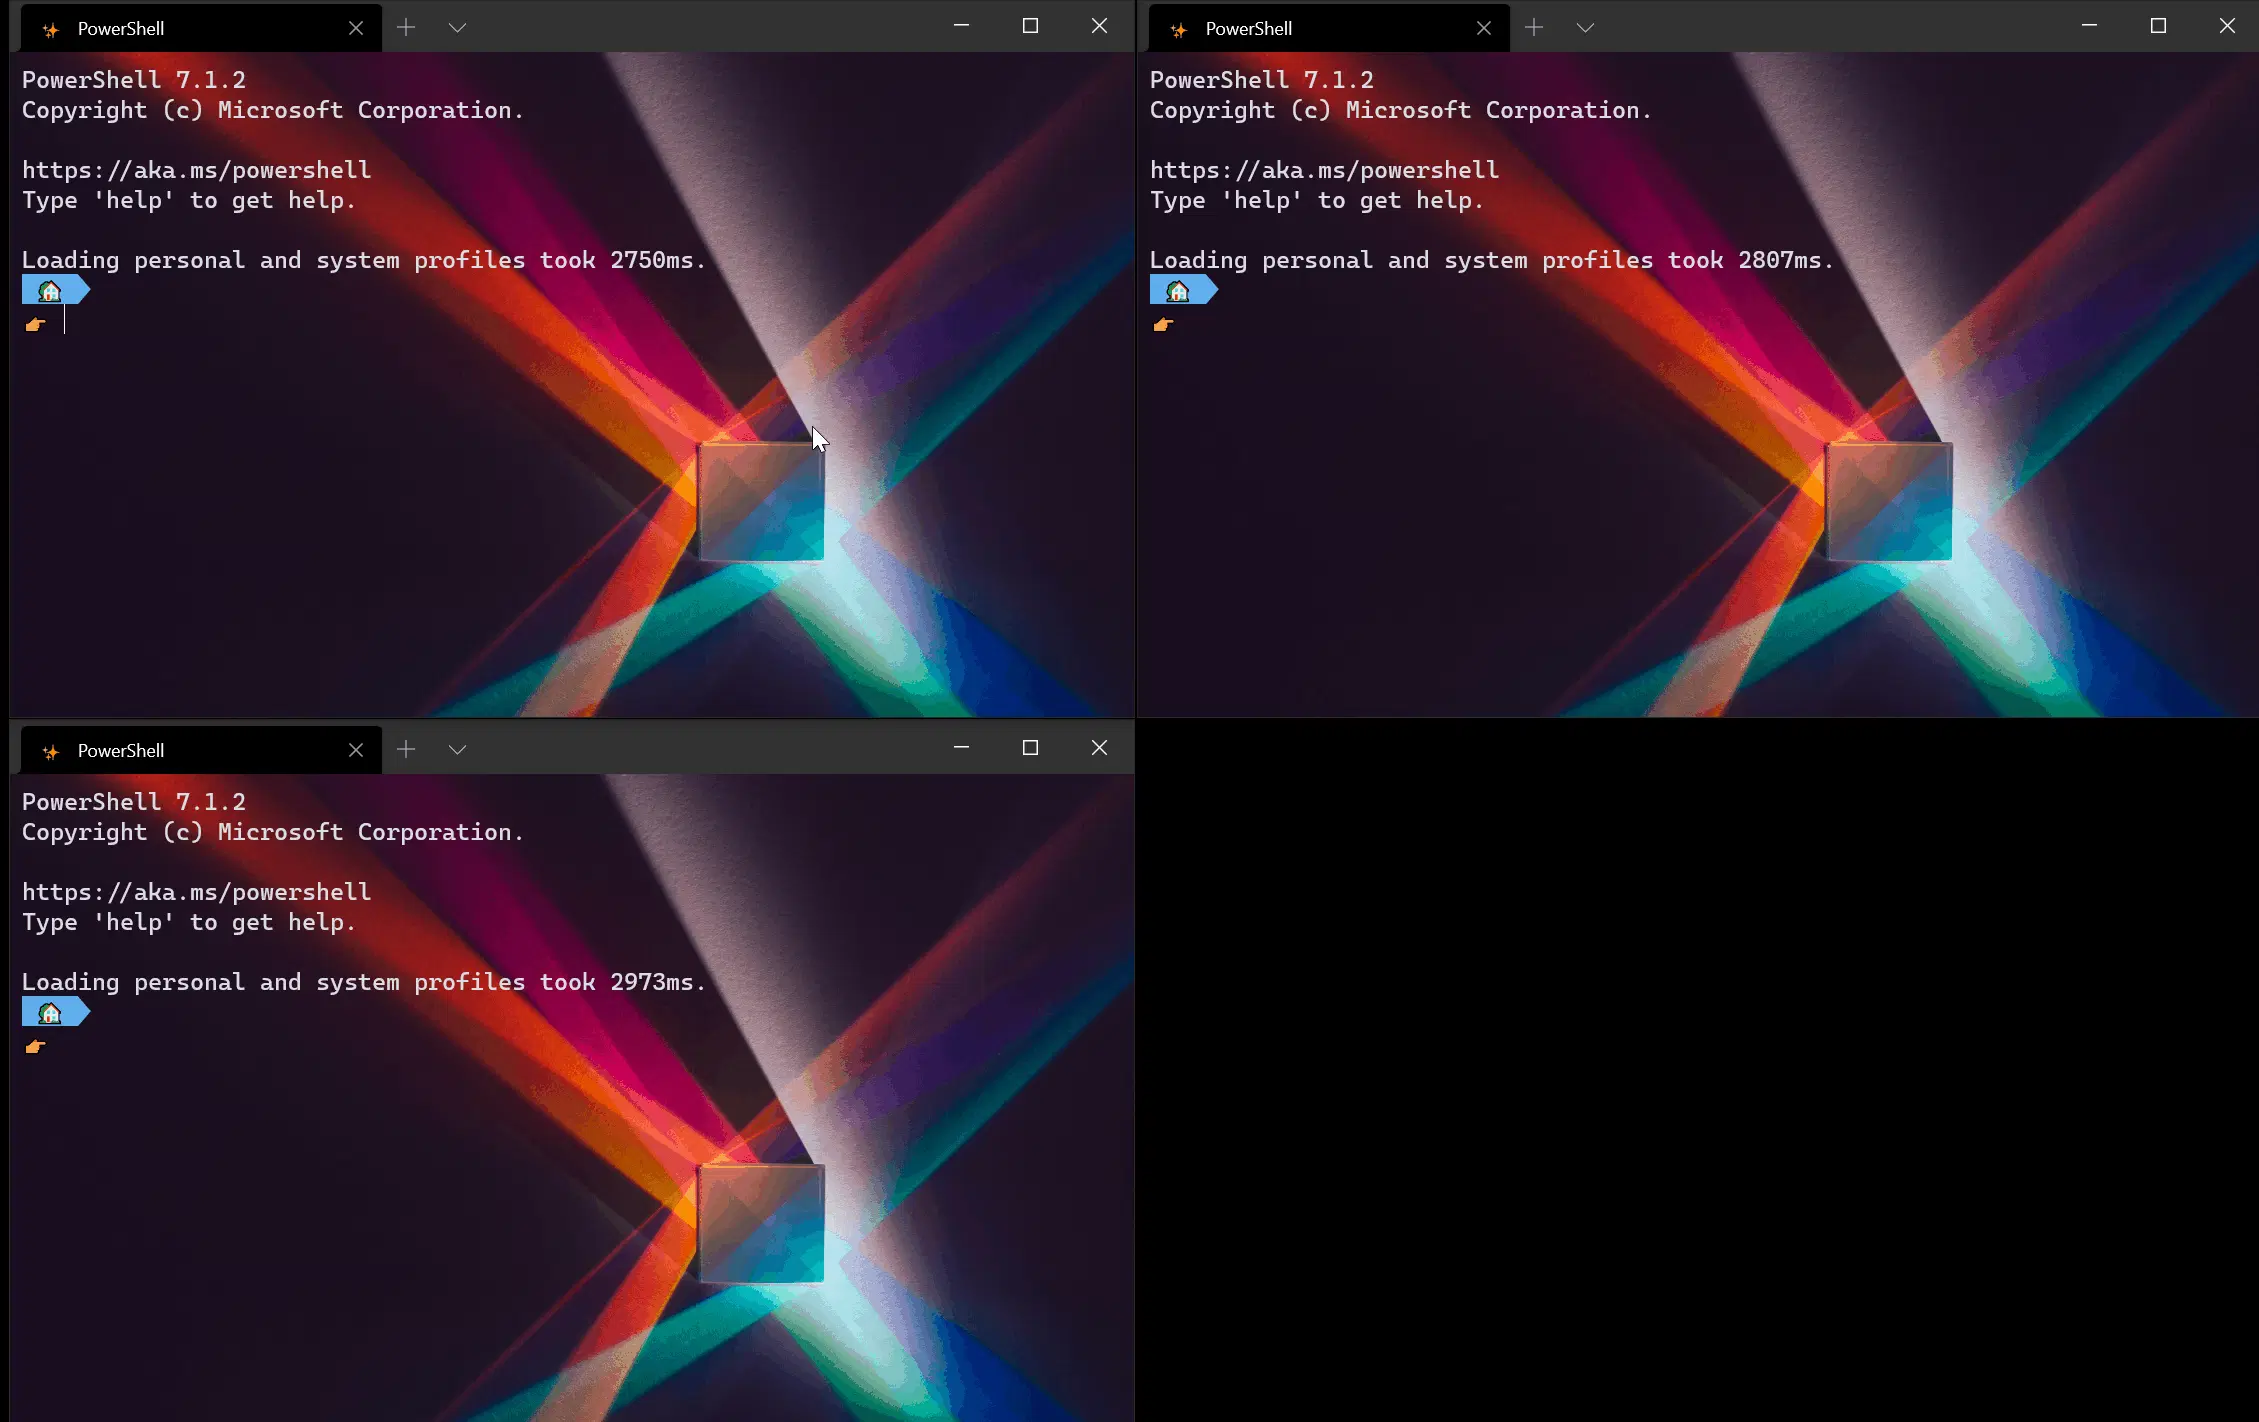 PowerShell
PowerShell 7.1.2
Copyright (c) Microsoft Corporation.
https://aka.ms/powershell
Type 'help' to get help.
Loading personal and system profiles took 2750ms.
PowerShell
PowerShell 7.1.2
Copyright (c) Microsoft Corporation.
https://aka.ms/powershell
Type 'help' to get help.
Loading personal and system profiles took 2807ms.
PowerShell
PowerShell 7.1.2
Copyright (c) Microsoft Corporation.
https://aka.ms/powershell
Type 'help' to get help.
Loading personal and system profiles took 2973ms.